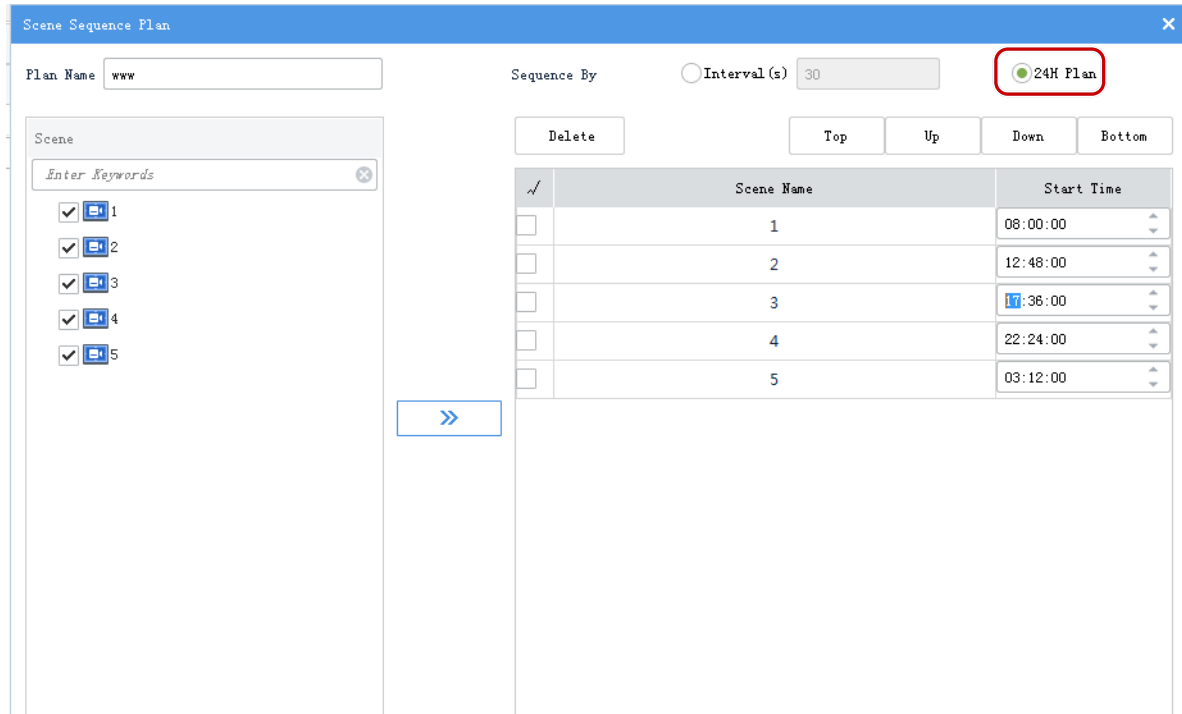 Scene Sequence Plan
Plan Name www Sequence By Interval(s) 30 24H Plan
Scene
Enter Keywords
1
2
3
4
5
Delete Top Up Down Bottom
√ Scene Name Start Time
1 08:00:00
2 12:48:00
3 17:36:00
4 22:24:00
5 03:12:00